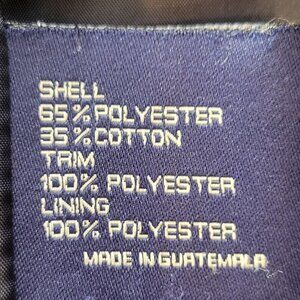 SHELL
65% POLYESTER
35% COTTON
TRIM
100% POLYESTER
LINING
100% POLYESTER
MADE IN GUATEMALA